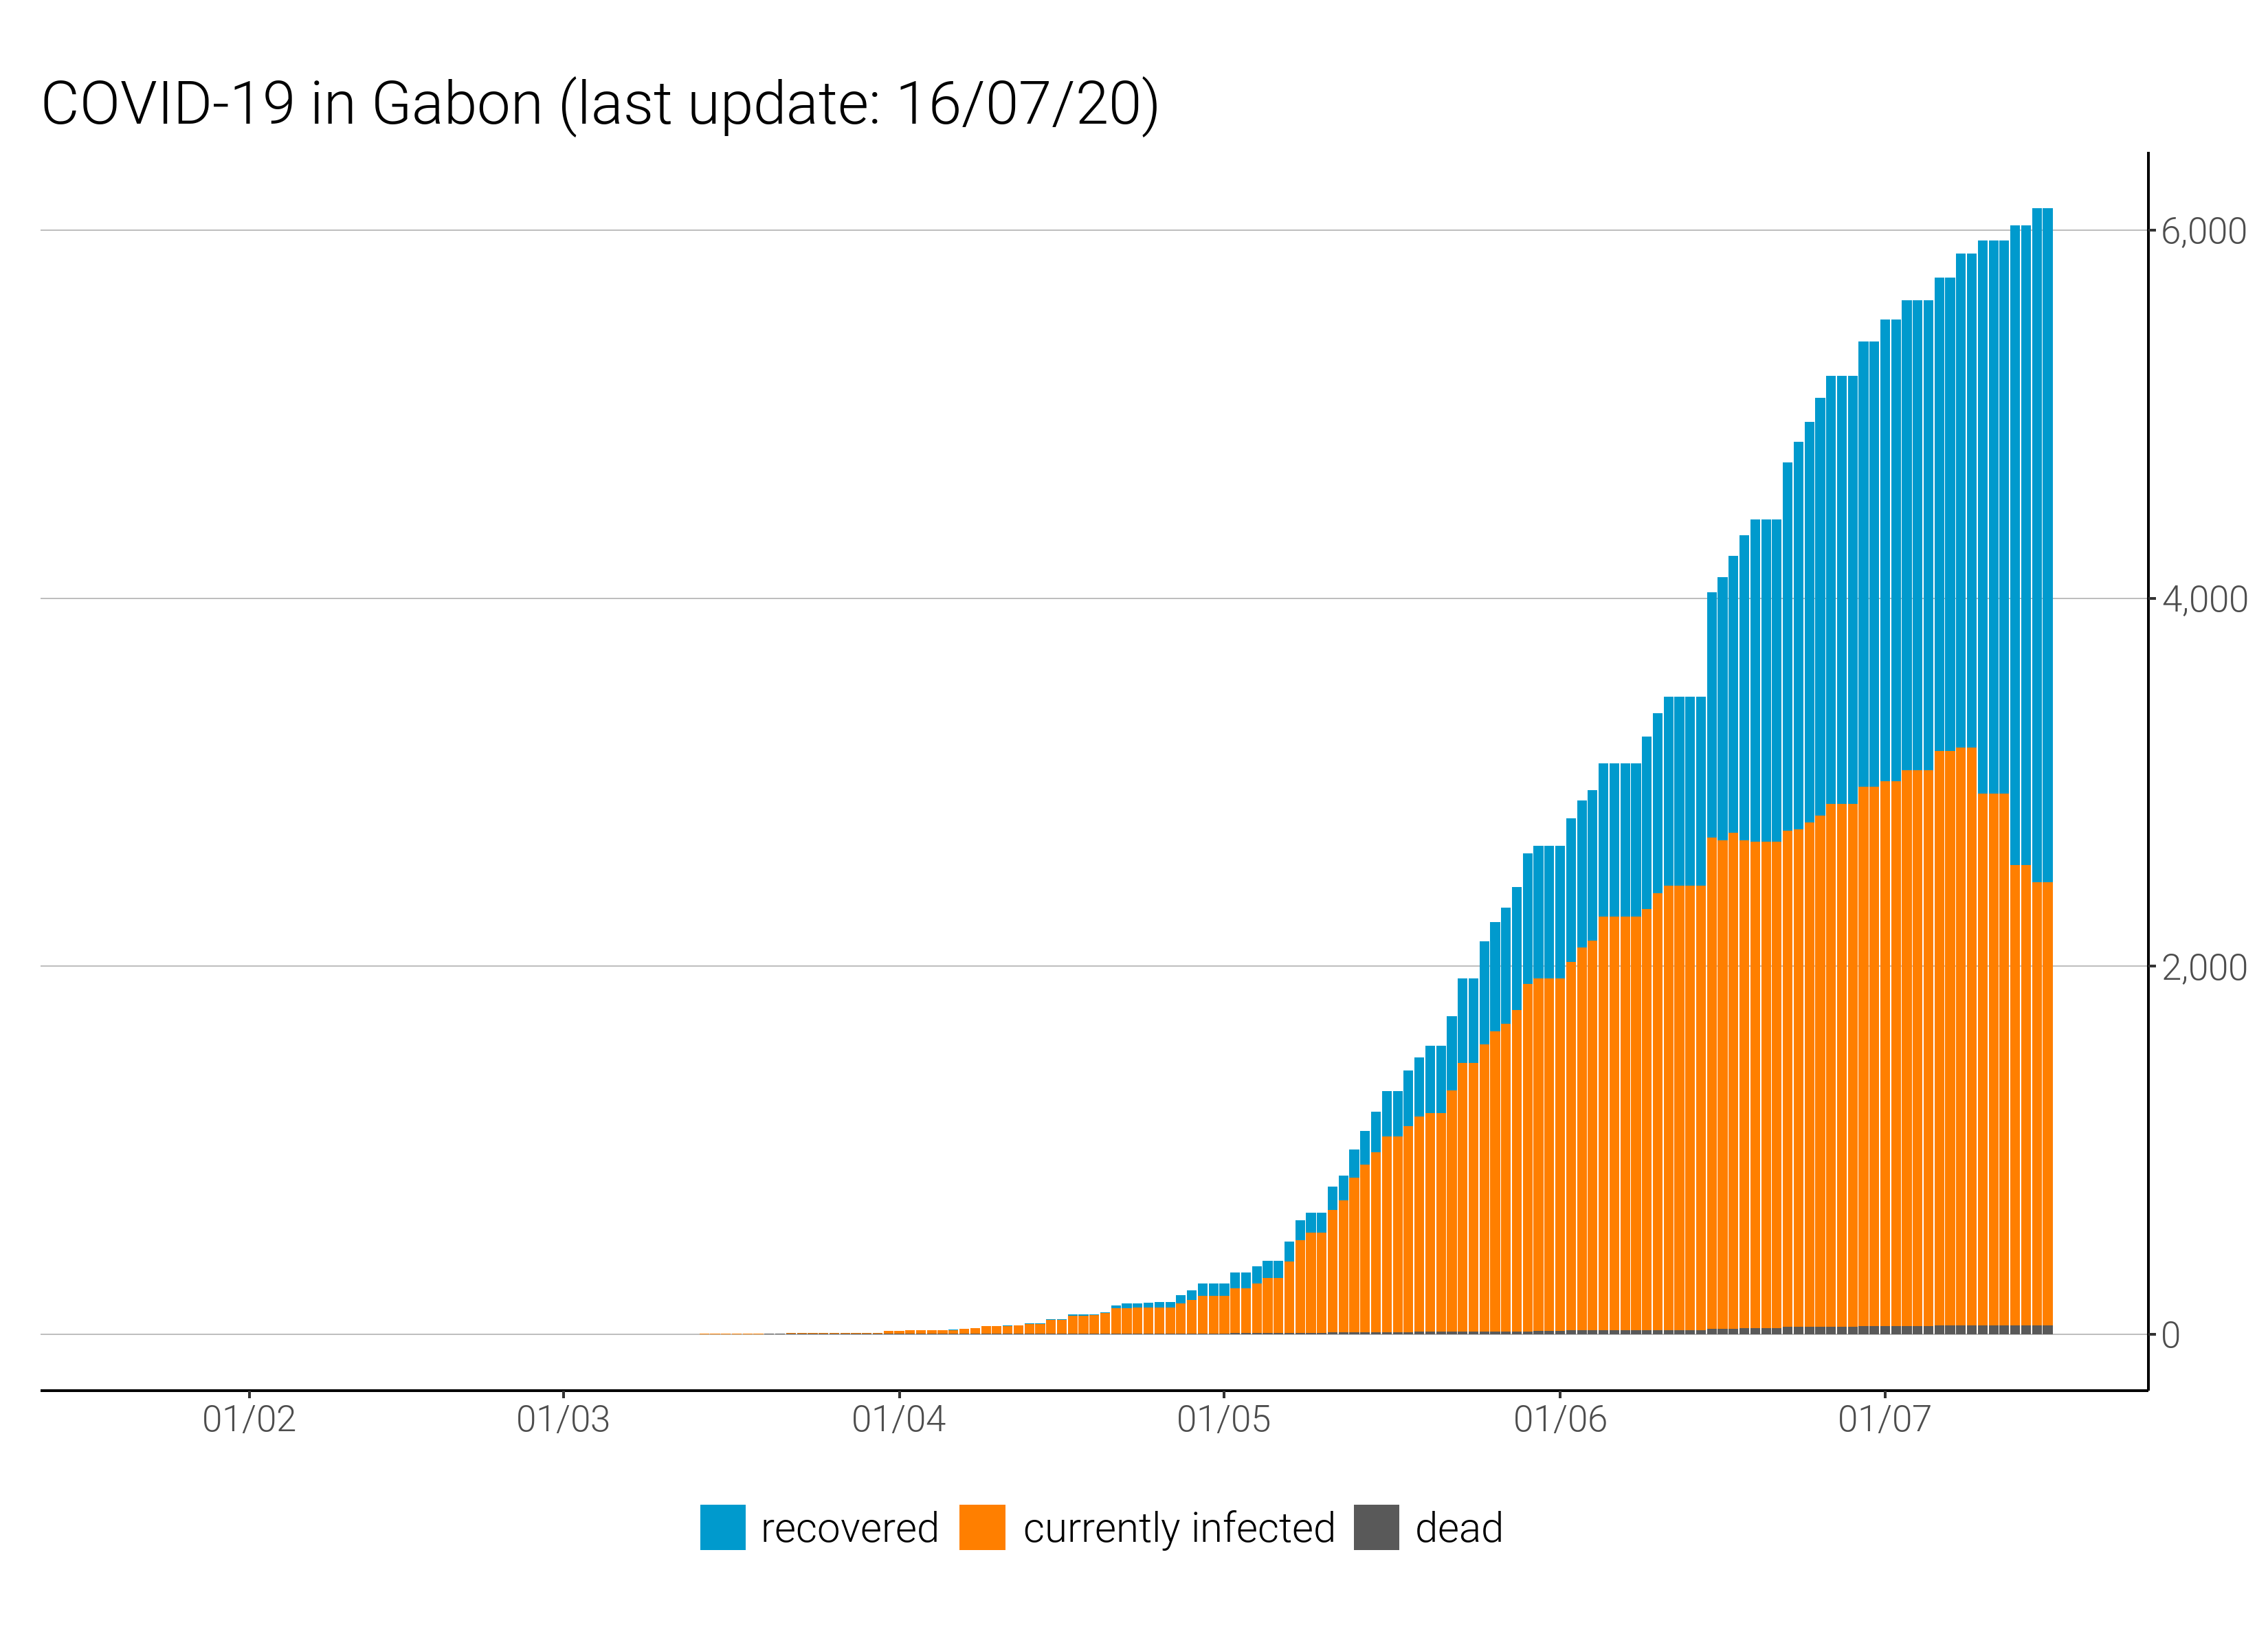 COVID-19 in Gabon (last update: 16/07/20)
6,000
4,000
2,000
0
01/02 01/03 01/04 01/05 01/06 01/07
recovered currently infected dead